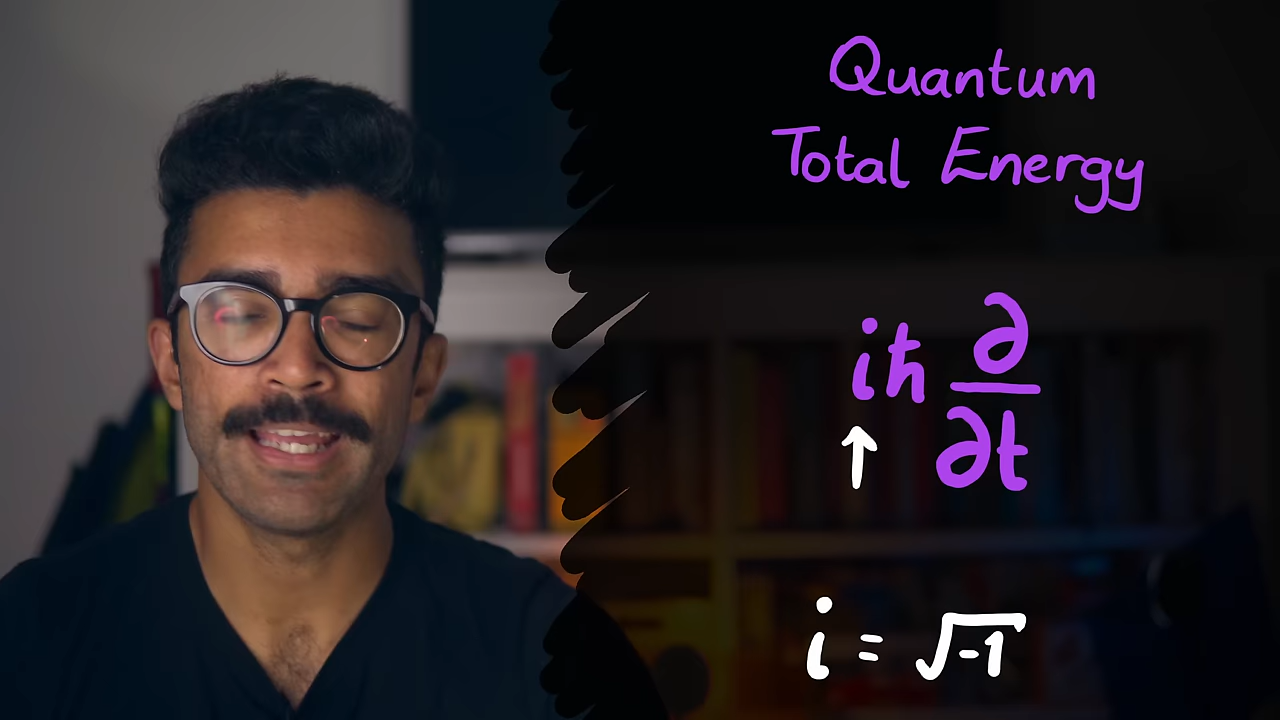 Quantum
Total Energy
iħ ∂/∂t
↑
i = √-1